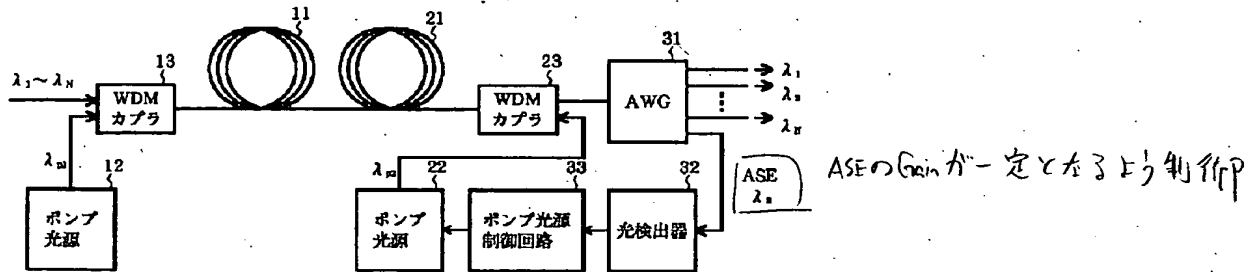 11
21
31
λ1～λN
13
WDM
カプラ
23
WDM
カプラ
AWG
λ1
λ2
λN
λp1
12
ポンプ
光源
λp2
22
ポンプ
光源
33
ポンプ光源
制御回路
32
光検出器
ASE
ASEのGainが一定となるよう制御